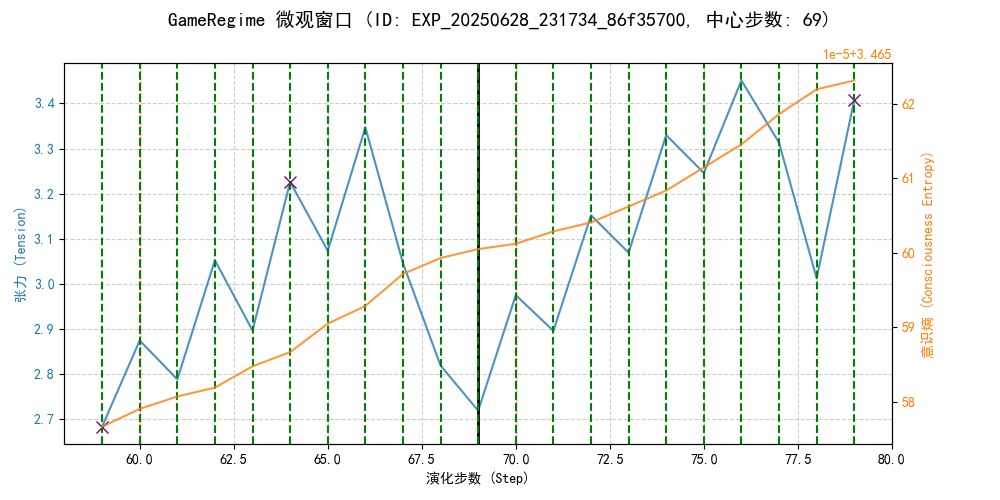 GameRegime 微观窗口 (ID: EXP_20250628_231734_86f35700, 中心步数: 69)
1e-5+3.465
3.4
3.3
3.2
3.1
3.0
2.9
2.8
2.7
张力 (Tension)
62
61
60
59
58
意识熵 (Consciousness Entropy)
60.0 62.5 65.0 67.5 70.0 72.5 75.0 77.5 80.0
演化步数 (Step)